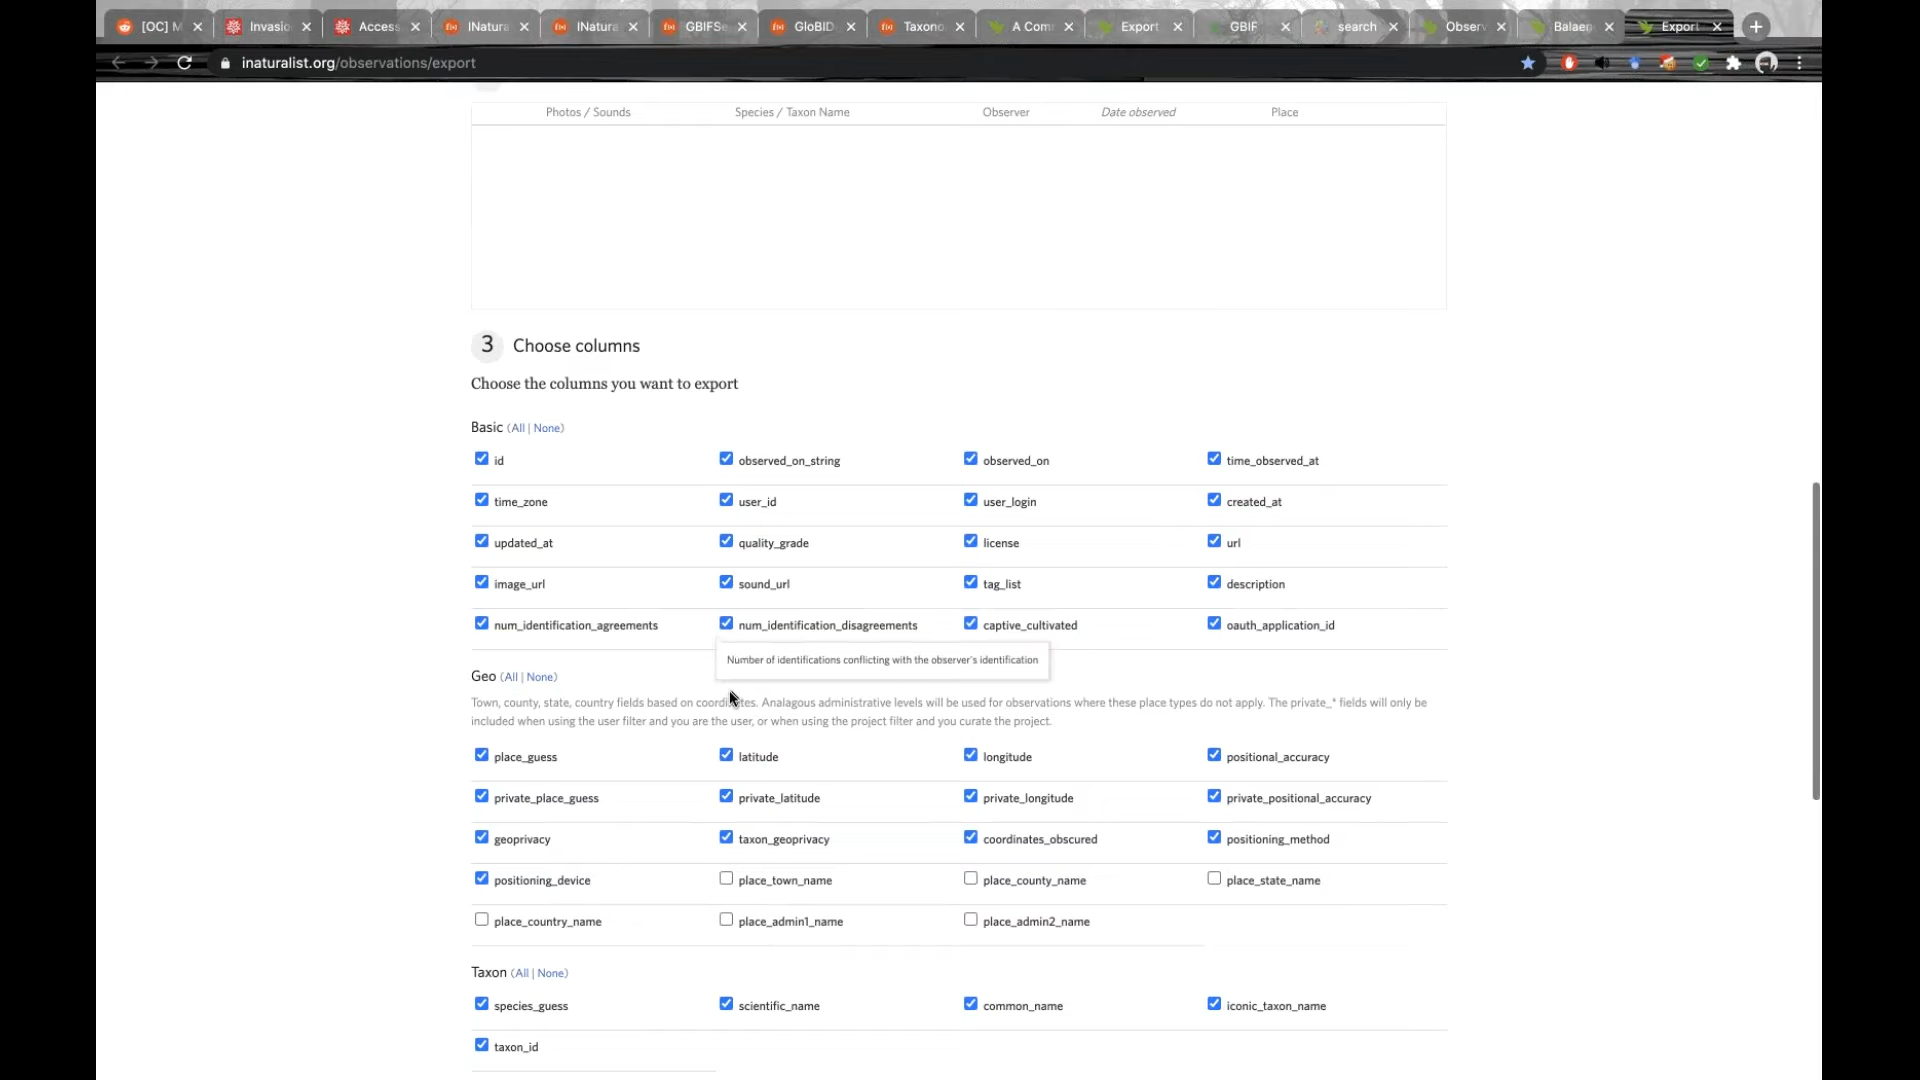 [OC] M Invasio Access INatura INatura GBIFSe GloBID Taxono A Com Export GBIF search Observ Balaen Export
inaturalist.org/observations/export
Photos / Sounds Species / Taxon Name Observer Date observed Place
3 Choose columns
Choose the columns you want to export
Basic (All | None)
id observed_on_string observed_on time_observed_at
time_zone user_id user_login created_at
updated_at quality_grade license url
image_url sound_url tag_list description
num_identification_agreements num_identification_disagreements captive_cultivated oauth_application_id
Number of identifications conflicting with the observer's identification
Geo (All | None)
Town, county, state, country fields based on coordinates. Analagous administrative levels will be used for observations where these place types do not apply. The private_* fields will only be
included when using the user filter and you are the user, or when using the project filter and you curate the project.
place_guess latitude longitude positional_accuracy
private_place_guess private_latitude private_longitude private_positional_accuracy
geoprivacy taxon_geoprivacy coordinates_obscured positioning_method
positioning_device place_town_name place_county_name place_state_name
place_country_name place_admin1_name place_admin2_name
Taxon (All | None)
species_guess scientific_name common_name iconic_taxon_name
taxon_id